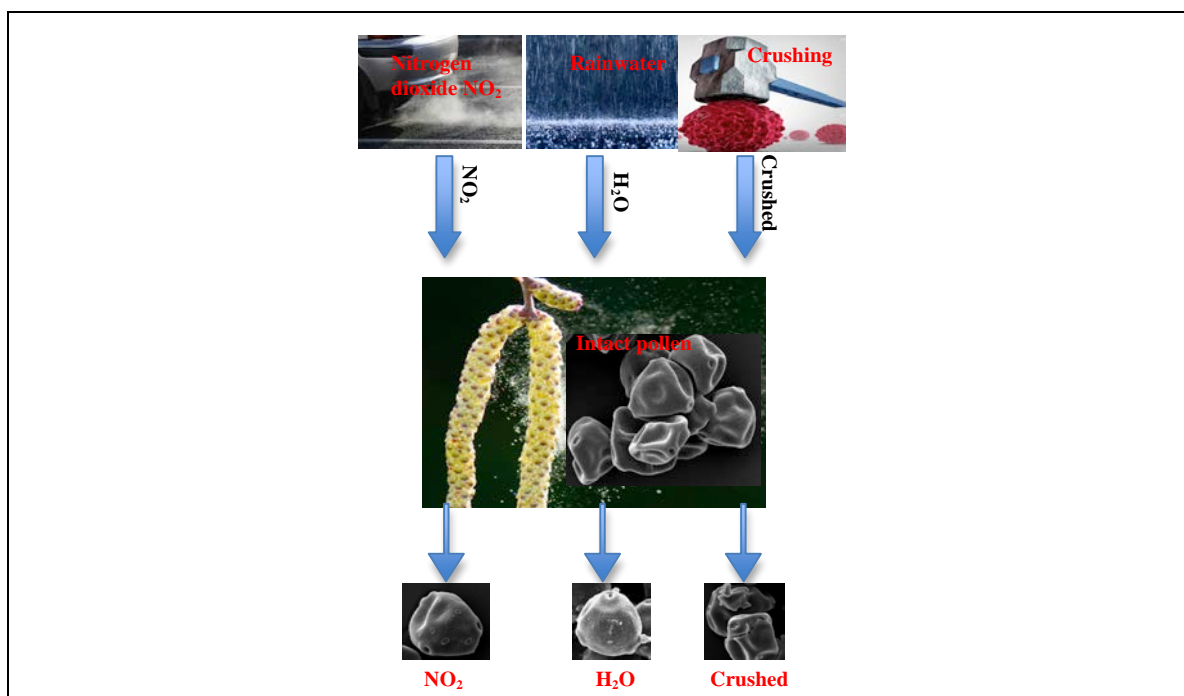 Nitrogen
dioxide NO₂
Rainwater
Crushing
NO₂
H₂O
Crushed
Intact pollen
NO₂
H₂O
Crushed